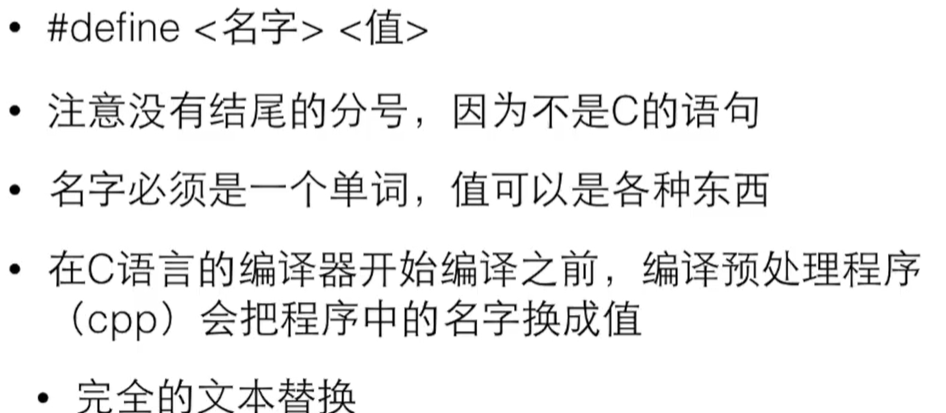 • #define <名字> <值>
• 注意没有结尾的分号，因为不是C的语句
• 名字必须是一个单词，值可以是各种东西
• 在C语言的编译器开始编译之前，编译预处理程序
（cpp）会把程序中的名字换成值
• 完全的文本替换